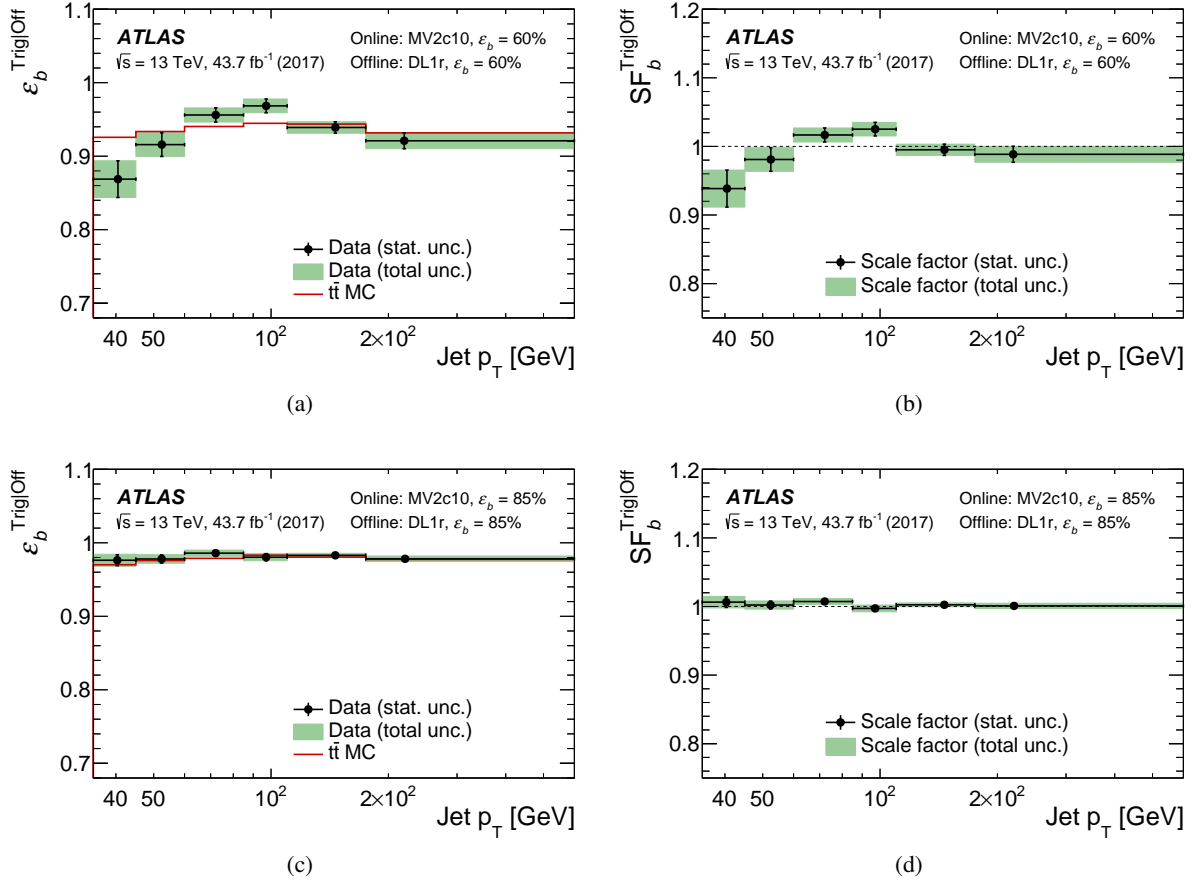 ε_b^Trig|Off
1.1
1
0.9
0.8
0.7
ATLAS
√s = 13 TeV, 43.7 fb⁻¹ (2017)
Online: MV2c10, ε_b = 60%
Offline: DL1r, ε_b = 60%
Data (stat. unc.)
Data (total unc.)
tt̄ MC
40 50 10² 2×10²
Jet p_T [GeV]
(a)
SF_b^Trig|Off
1.2
1.1
1
0.9
0.8
ATLAS
√s = 13 TeV, 43.7 fb⁻¹ (2017)
Online: MV2c10, ε_b = 60%
Offline: DL1r, ε_b = 60%
Scale factor (stat. unc.)
Scale factor (total unc.)
40 50 10² 2×10²
Jet p_T [GeV]
(b)
ε_b^Trig|Off
1.1
1
0.9
0.8
0.7
ATLAS
√s = 13 TeV, 43.7 fb⁻¹ (2017)
Online: MV2c10, ε_b = 85%
Offline: DL1r, ε_b = 85%
Data (stat. unc.)
Data (total unc.)
tt̄ MC
40 50 10² 2×10²
Jet p_T [GeV]
(c)
SF_b^Trig|Off
1.2
1.1
1
0.9
0.8
ATLAS
√s = 13 TeV, 43.7 fb⁻¹ (2017)
Online: MV2c10, ε_b = 85%
Offline: DL1r, ε_b = 85%
Scale factor (stat. unc.)
Scale factor (total unc.)
40 50 10² 2×10²
Jet p_T [GeV]
(d)